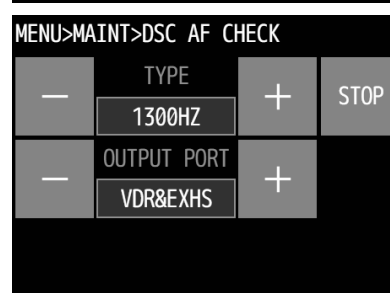 MENU>MAINT>DSC AF CHECK
TYPE
− 1300HZ + STOP
OUTPUT PORT
− VDR&EXHS +